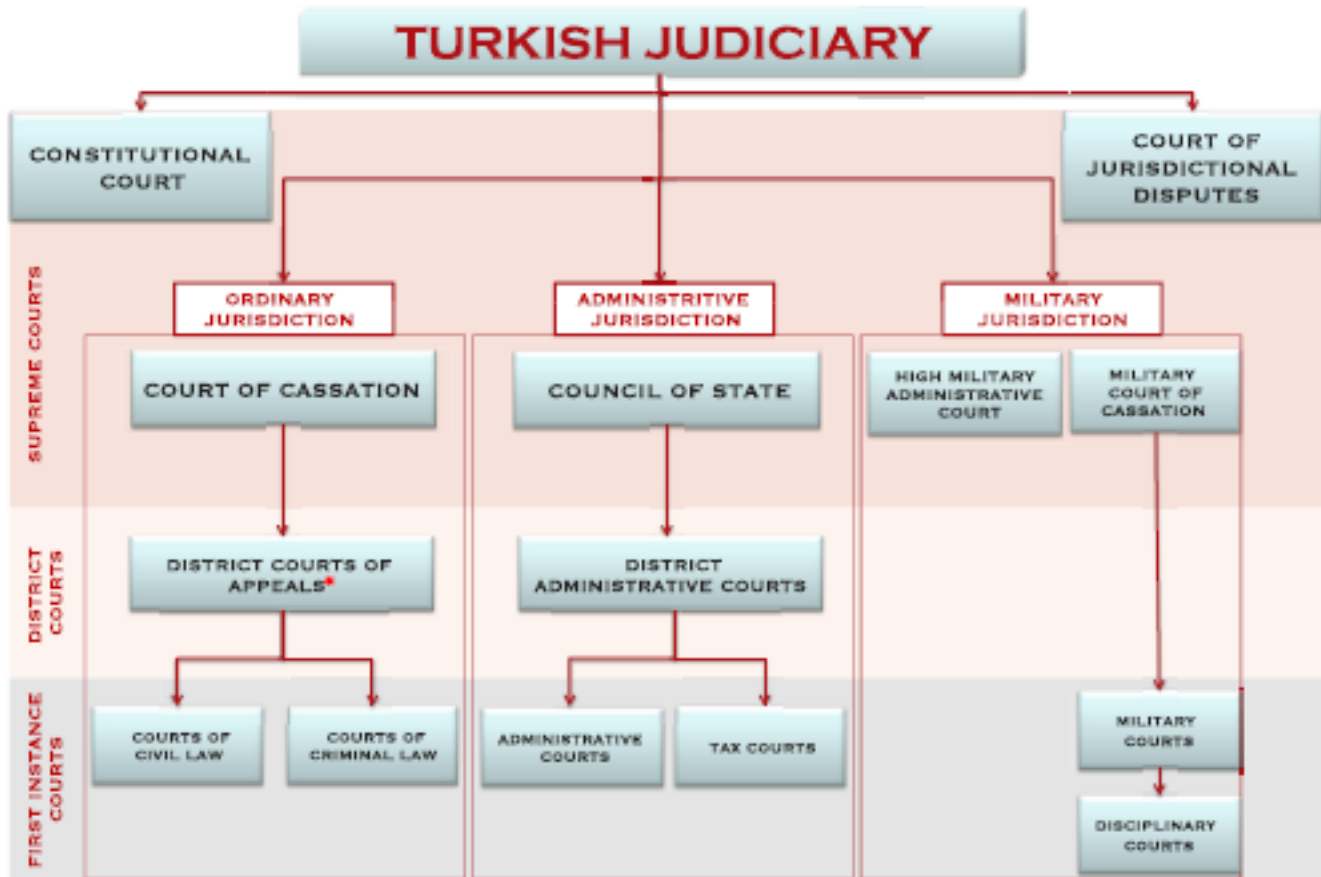 TURKISH JUDICIARY
CONSTITUTIONAL
COURT
COURT OF
JURISDICTIONAL
DISPUTES
SUPREME COURTS
ORDINARY
JURISDICTION
ADMINISTRITIVE
JURISDICTION
MILITARY
JURISDICTION
COURT OF CASSATION
COUNCIL OF STATE
HIGH MILITARY
ADMINISTRATIVE
COURT
MILITARY
COURT OF
CASSATION
DISTRICT
COURTS
DISTRICT COURTS OF
APPEALS*
DISTRICT
ADMINISTRATIVE COURTS
FIRST INSTANCE
COURTS
COURTS OF
CIVIL LAW
COURTS OF
CRIMINAL LAW
ADMINISTRATIVE
COURTS
TAX COURTS
MILITARY
COURTS
DISCIPLINARY
COURTS